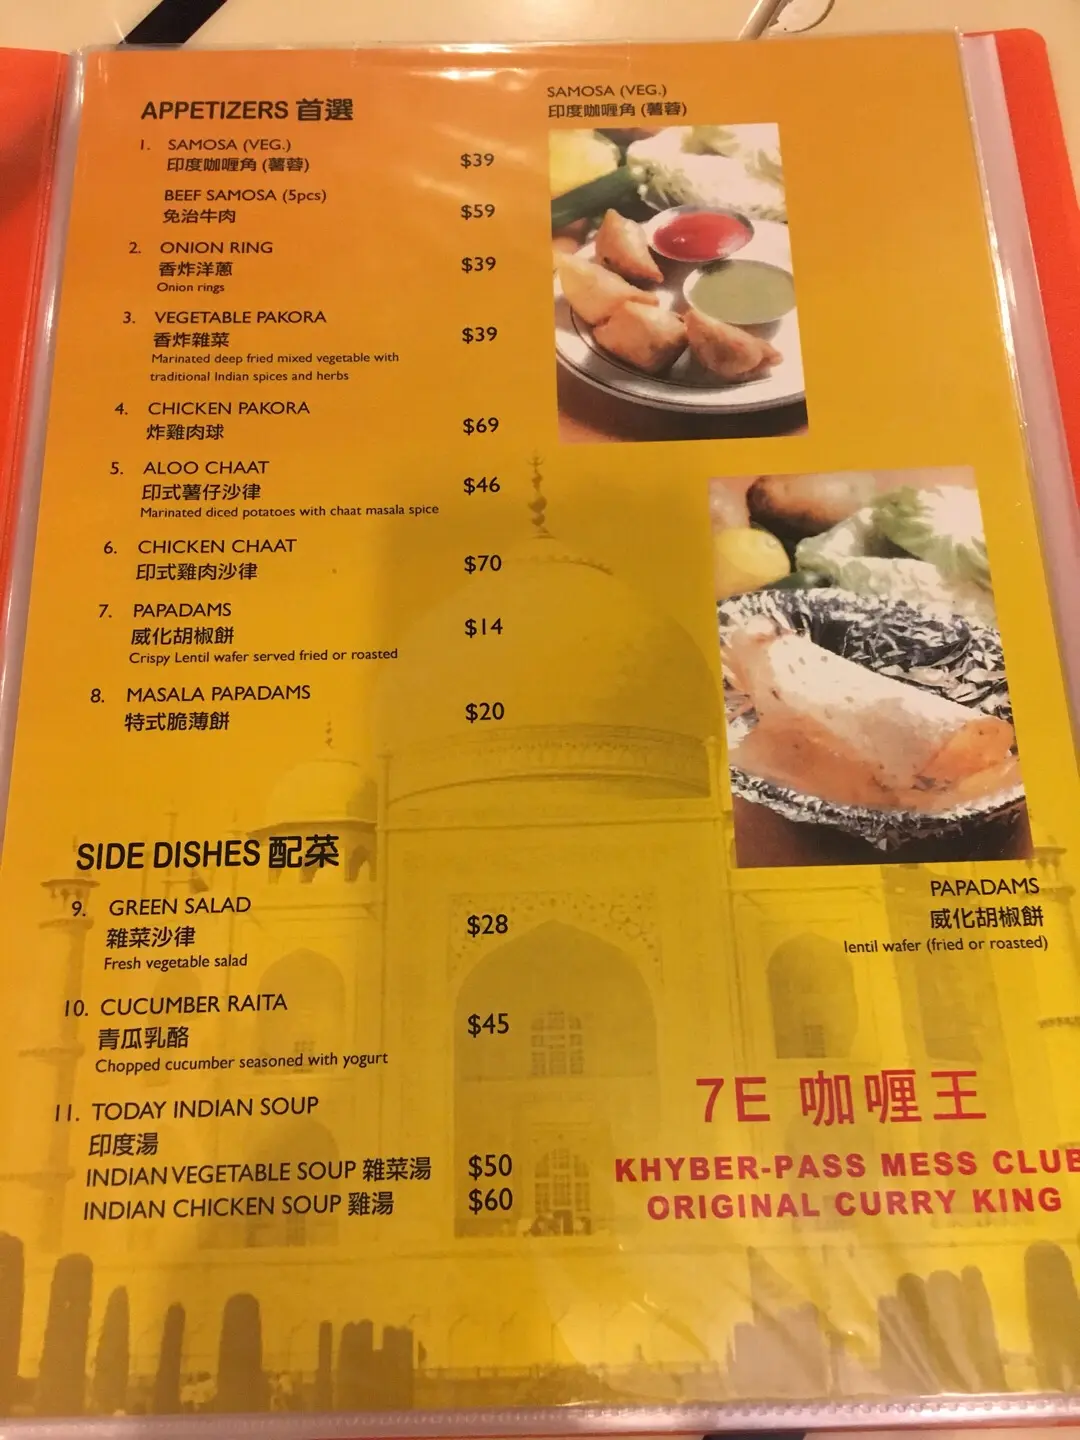 APPETIZERS 首選
1. SAMOSA (VEG.)
印度咖喱角 (薯蓉) $39
BEEF SAMOSA (5pcs)
免治牛肉 $59
2. ONION RING
香炸洋蔥 $39
Onion rings
3. VEGETABLE PAKORA
香炸雜菜 $39
Marinated deep fried mixed vegetable with
traditional Indian spices and herbs
4. CHICKEN PAKORA
炸雞肉球 $69
5. ALOO CHAAT
印式薯仔沙律 $46
Marinated diced potatoes with chaat masala spice
6. CHICKEN CHAAT
印式雞肉沙律 $70
7. PAPADAMS
威化胡椒餅 $14
Crispy Lentil wafer served fried or roasted
8. MASALA PAPADAMS
特式脆薄餅 $20
SIDE DISHES 配菜
9. GREEN SALAD
雜菜沙律 $28
Fresh vegetable salad
10. CUCUMBER RAITA
青瓜乳酪 $45
Chopped cucumber seasoned with yogurt
11. TODAY INDIAN SOUP
印度湯
INDIAN VEGETABLE SOUP 雜菜湯 $50
INDIAN CHICKEN SOUP 雞湯 $60
SAMOSA (VEG.)
印度咖喱角 (薯蓉)
PAPADAMS
威化胡椒餅
lentil wafer (fried or roasted)
7E 咖喱王
KHYBER-PASS MESS CLUB
ORIGINAL CURRY KING